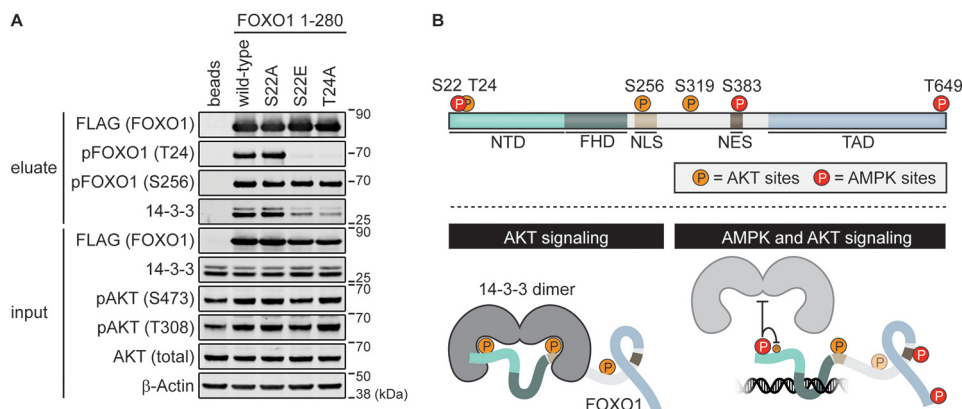 A
FOXO1 1-280
beads
wild-type
S22A
S22E
T24A
eluate
FLAG (FOXO1)
90
pFOXO1 (T24)
70
pFOXO1 (S256)
70
14-3-3
25
input
FLAG (FOXO1)
90
14-3-3
25
pAKT (S473)
70
pAKT (T308)
70
AKT (total)
70
β-Actin
50
38 (kDa)
B
S22 T24 S256 S319 S383 T649
P P P P P
NTD FHD NLS NES TAD
P = AKT sites P = AMPK sites
AKT signaling
AMPK and AKT signaling
14-3-3 dimer
P P P
FOXO1
P P P P P